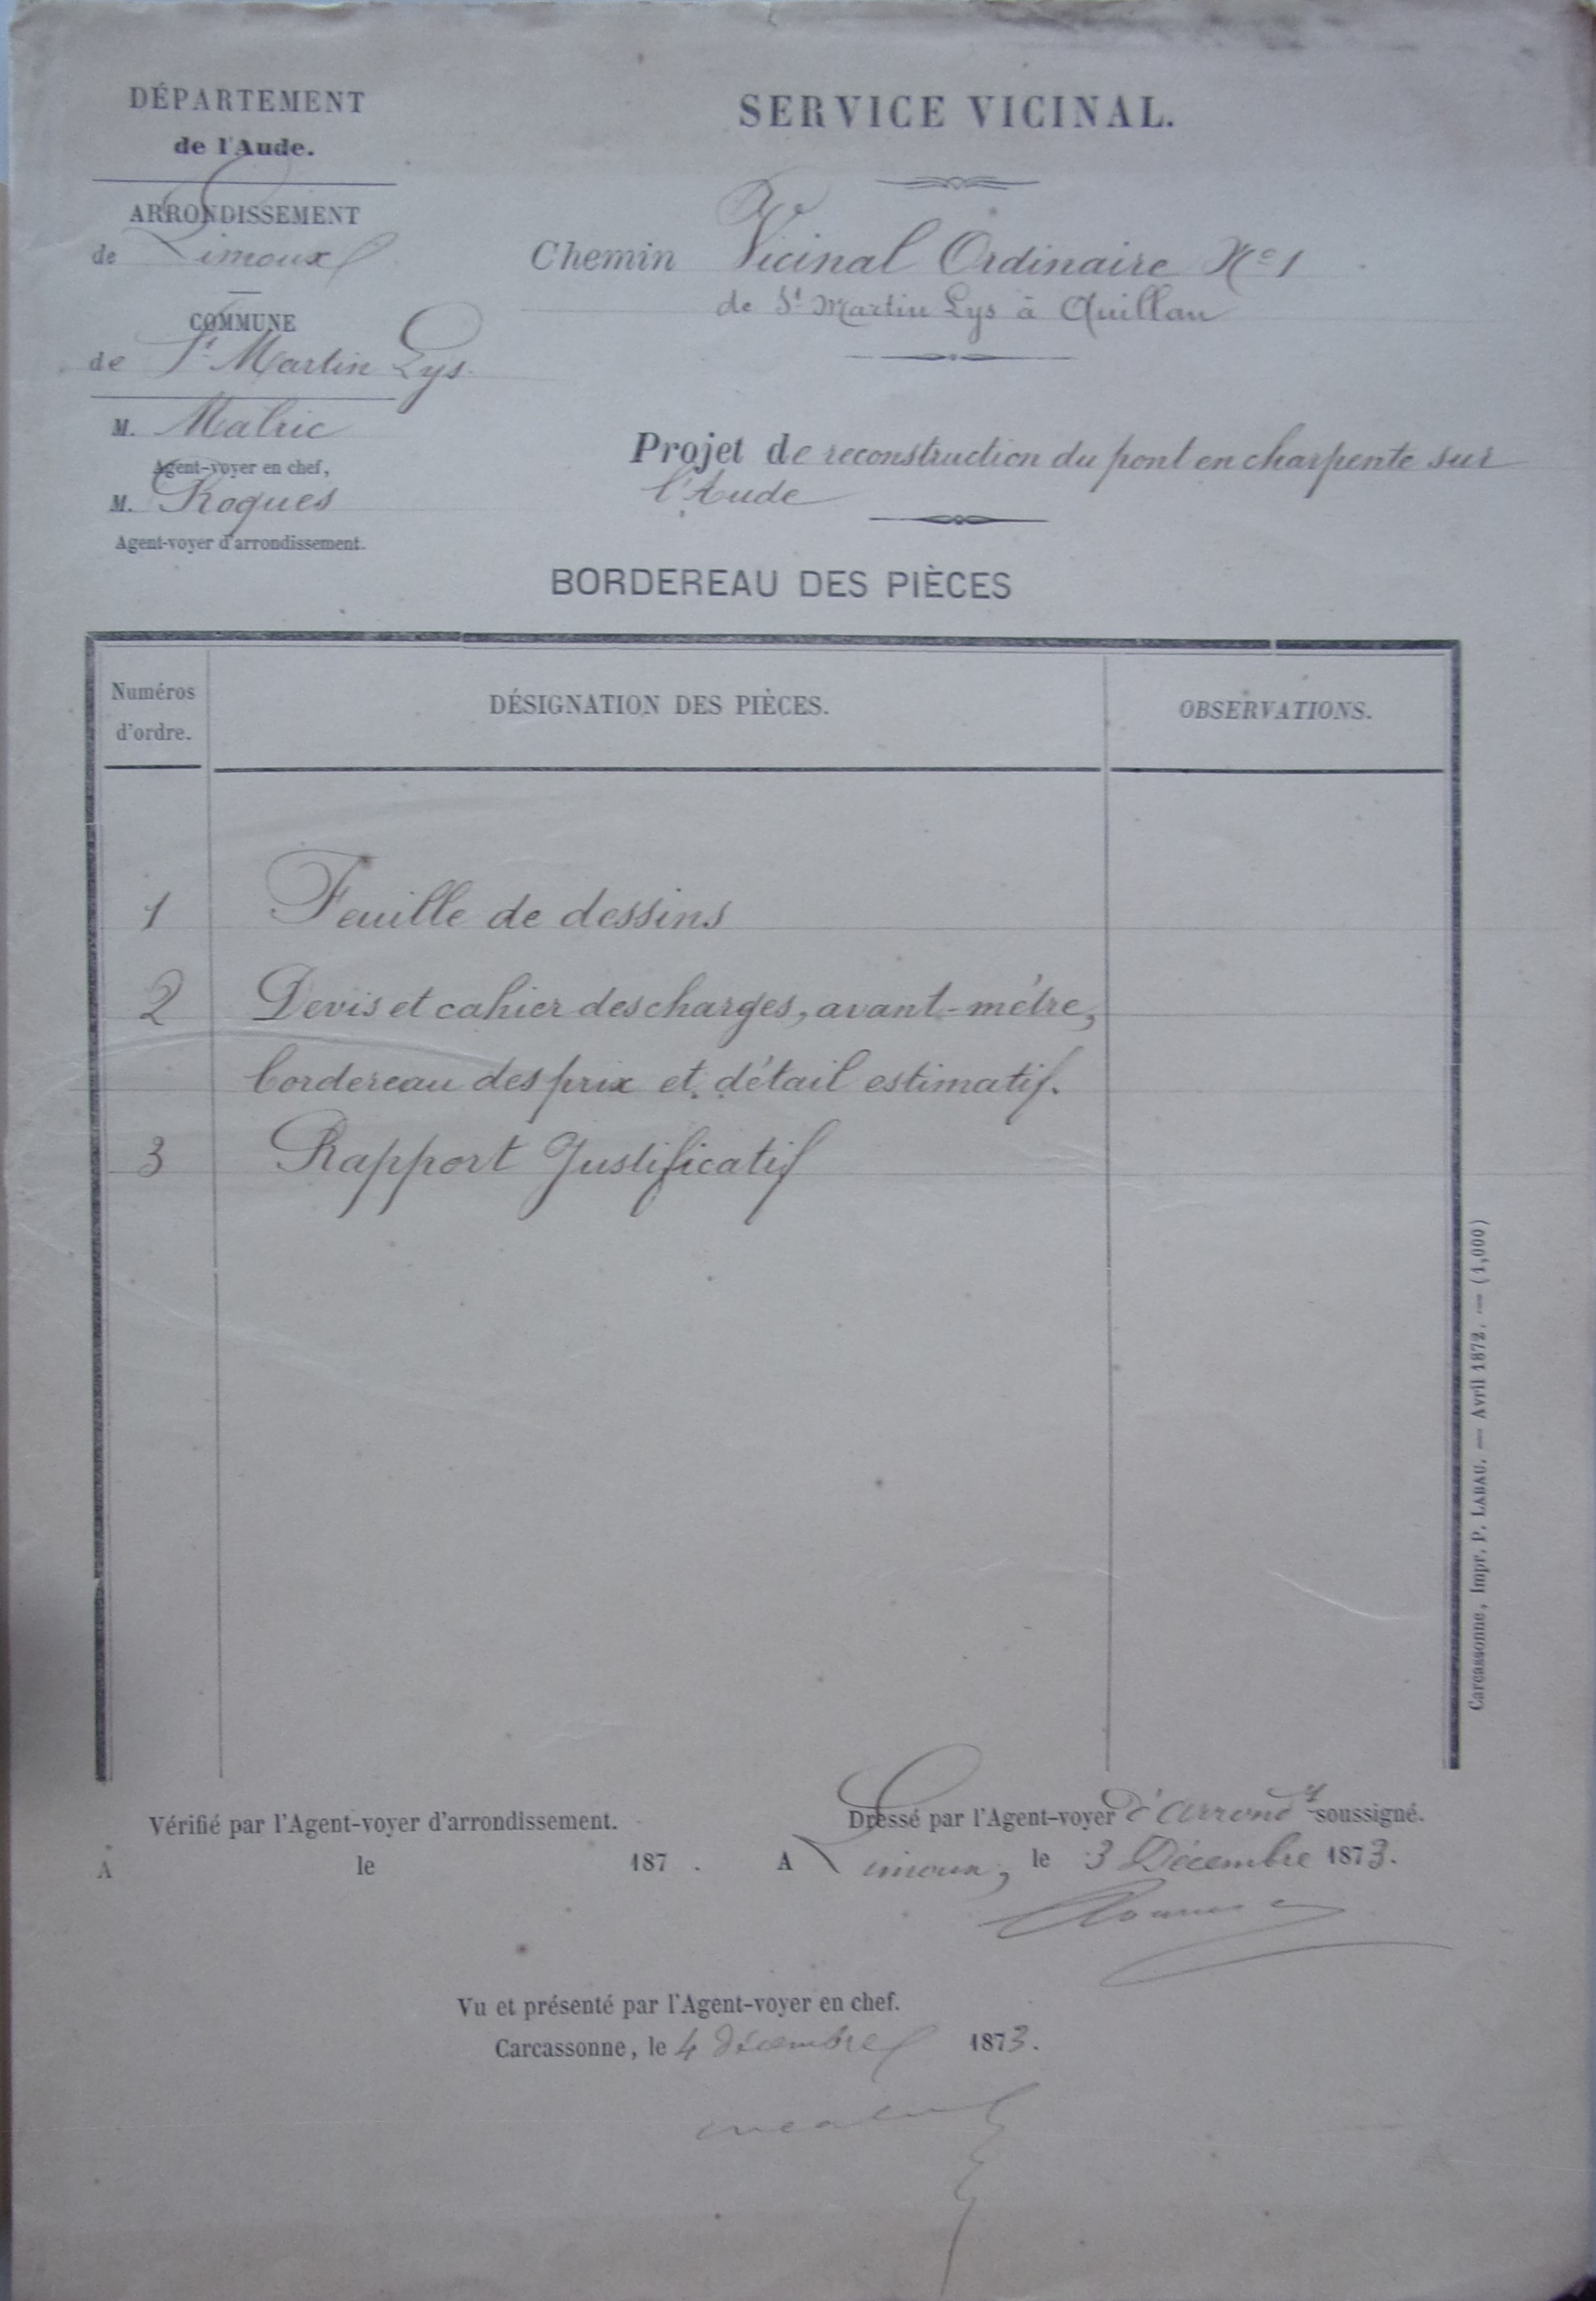 DÉPARTEMENT
de l'Aude.
ARRONDISSEMENT
de Limoux
COMMUNE
de St Martin Lys
M. Malric
Agent-voyer en chef,
M. Roques
Agent-voyer d'arrondissement.
SERVICE VICINAL.
Chemin Vicinal Ordinaire No 1
de St Martin Lys à Quillan
Projet de reconstruction du pont en charpente sur
l'Aude
BORDEREAU DES PIÈCES
Numéros
d'ordre.
DÉSIGNATION DES PIÈCES.
OBSERVATIONS.
1 Feuille de dessins
2 Devis et cahier des charges, avant-métre,
bordereau des prix et détail estimatif.
3 Rapport Justificatif
Carcassonne, Impr. P. LABAU. — Avril 1872. — (1,000)
Vérifié par l'Agent-voyer d'arrondissement.
A le 187 .
Dressé par l'Agent-voyer d'arrondt soussigné.
A Limoux, le 3 Décembre 1873.
Vu et présenté par l'Agent-voyer en chef.
Carcassonne, le 4 décembre 1873.